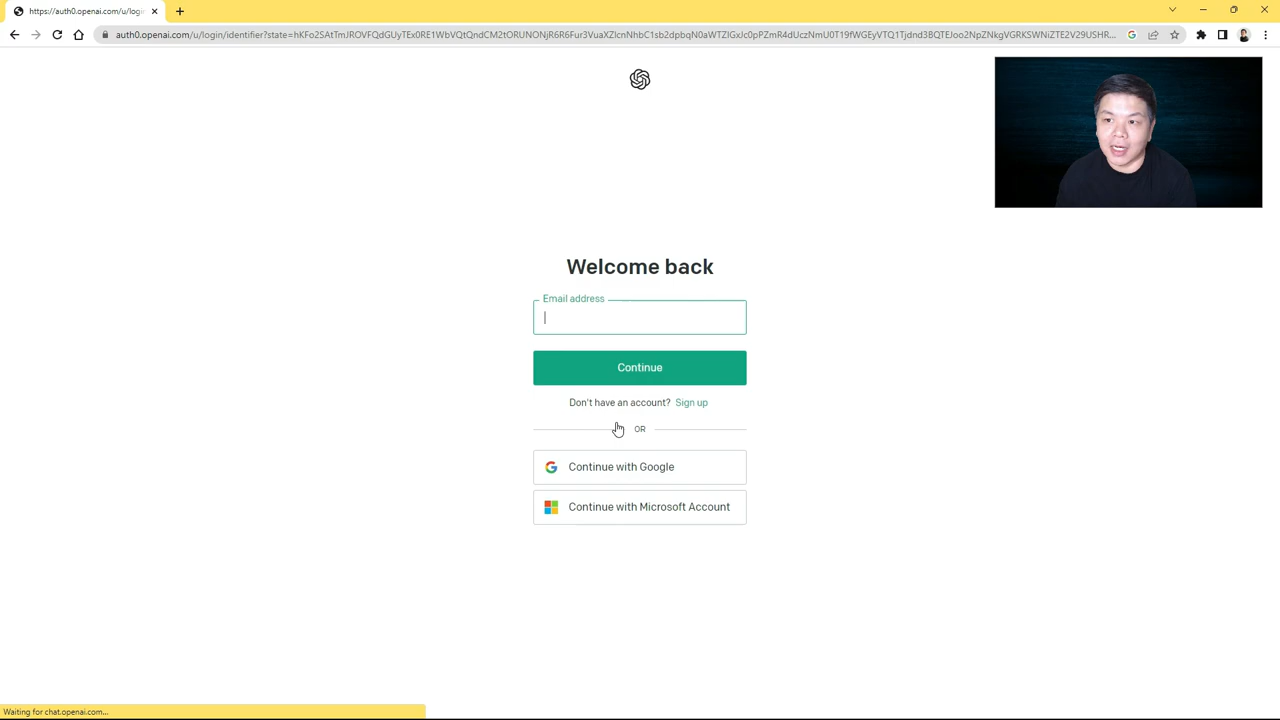 https://auth0.openai.com/u/logi
Welcome back
Email address
Continue
Don't have an account? Sign up
OR
Continue with Google
Continue with Microsoft Account
Waiting for chat.openai.com...